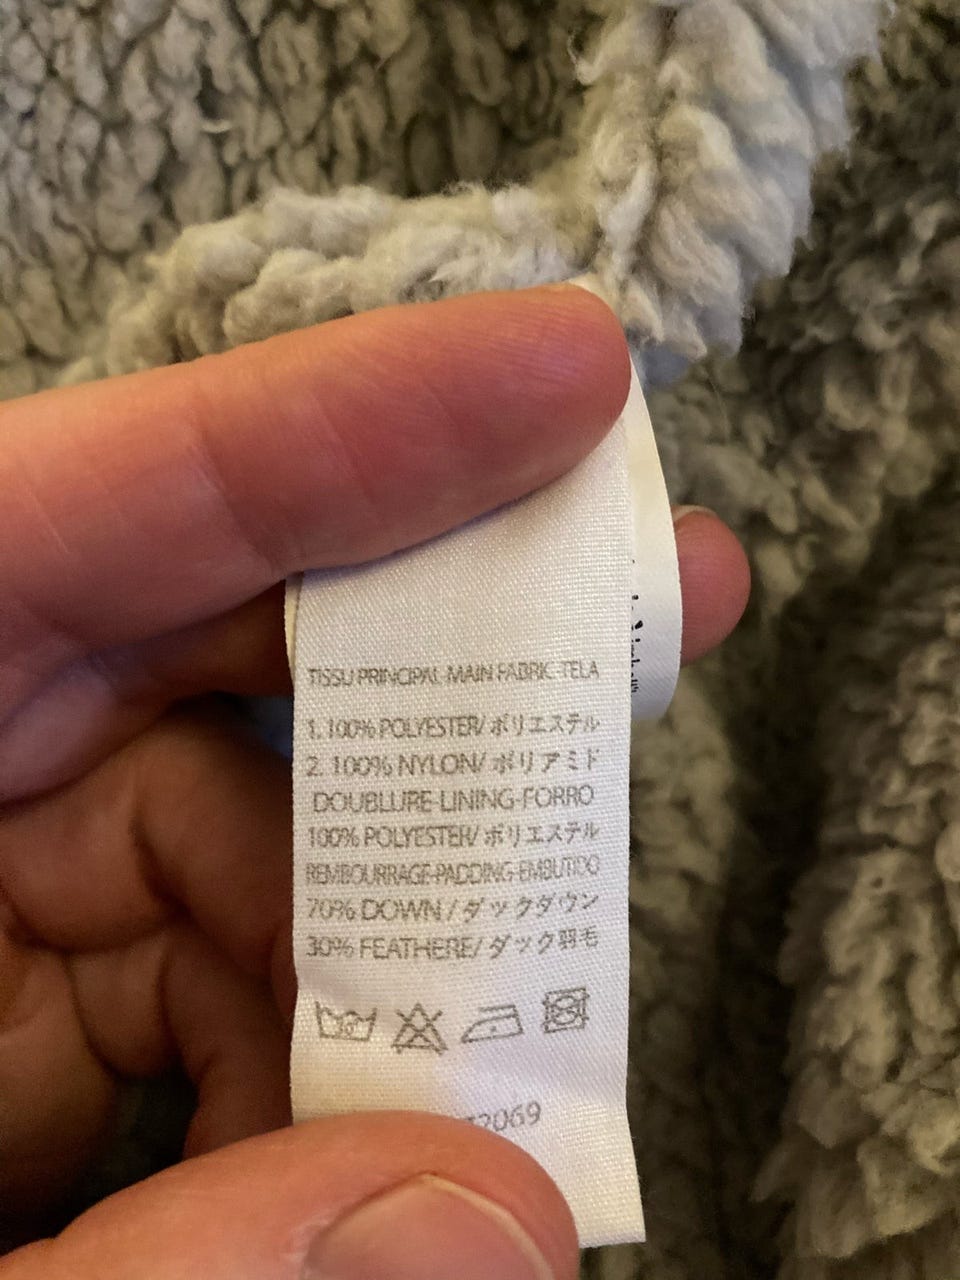 TISSU PRINCIPAL-MAIN FABRIC-TELA
1. 100% POLYESTER/ポリエステル
2. 100% NYLON/ポリアミド
DOUBLURE-LINING-FORRO
100% POLYESTER/ポリエステル
REMBOURRAGE-PADDING-EMBUTIDO
70% DOWN/ダックダウン
30% FEATHERE/ダック羽毛
2069